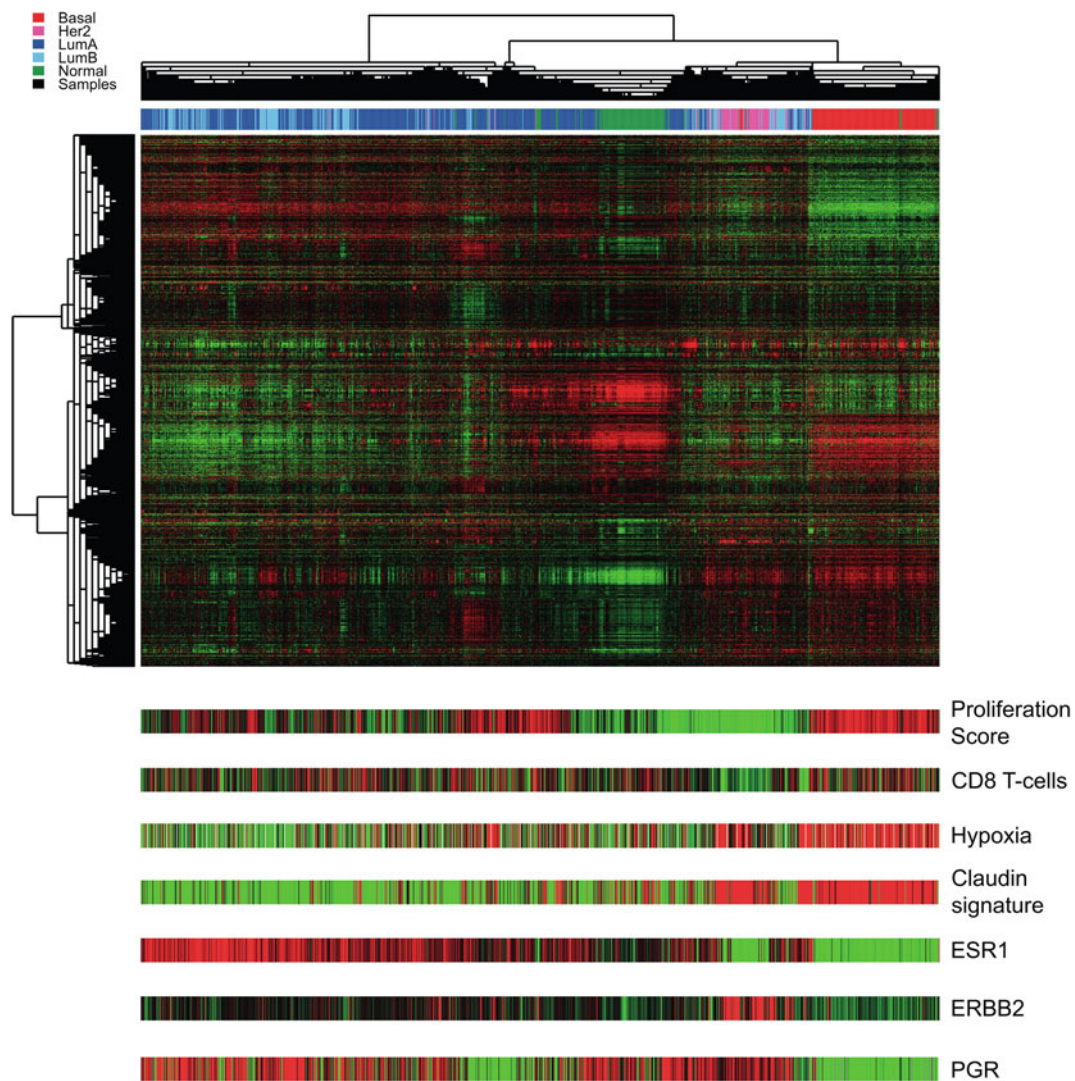 Basal
Her2
LumA
LumB
Normal
Samples
Proliferation
Score
CD8 T-cells
Hypoxia
Claudin
signature
ESR1
ERBB2
PGR